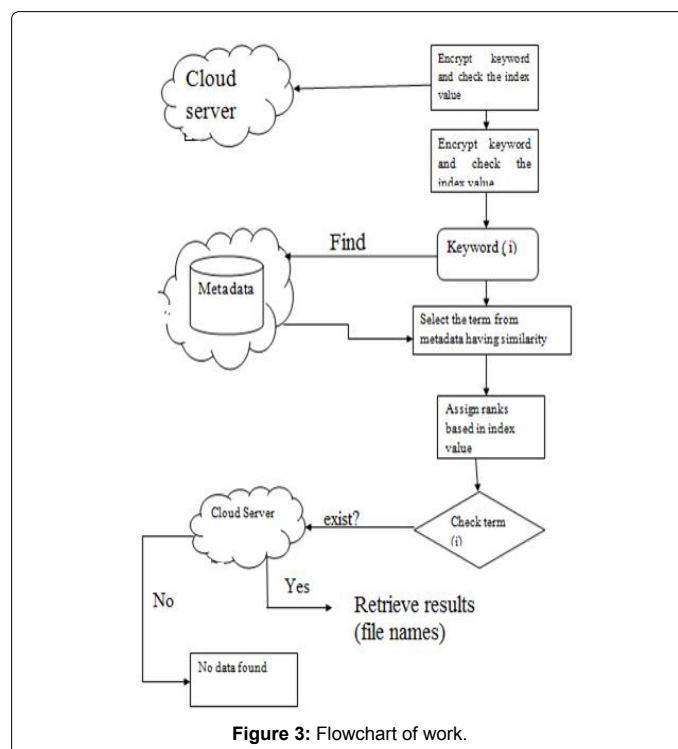 Cloud
server
Encrypt keyword
and check the index
value
Encrypt keyword
and check the
index value
Find
Keyword ( i)
Metadata
Select the term from
metadata having similarity
Assign ranks
based in index
value
Cloud Server
exist?
Check term
(i)
No
Yes
Retrieve results
(file names)
No data found
Figure 3: Flowchart of work.